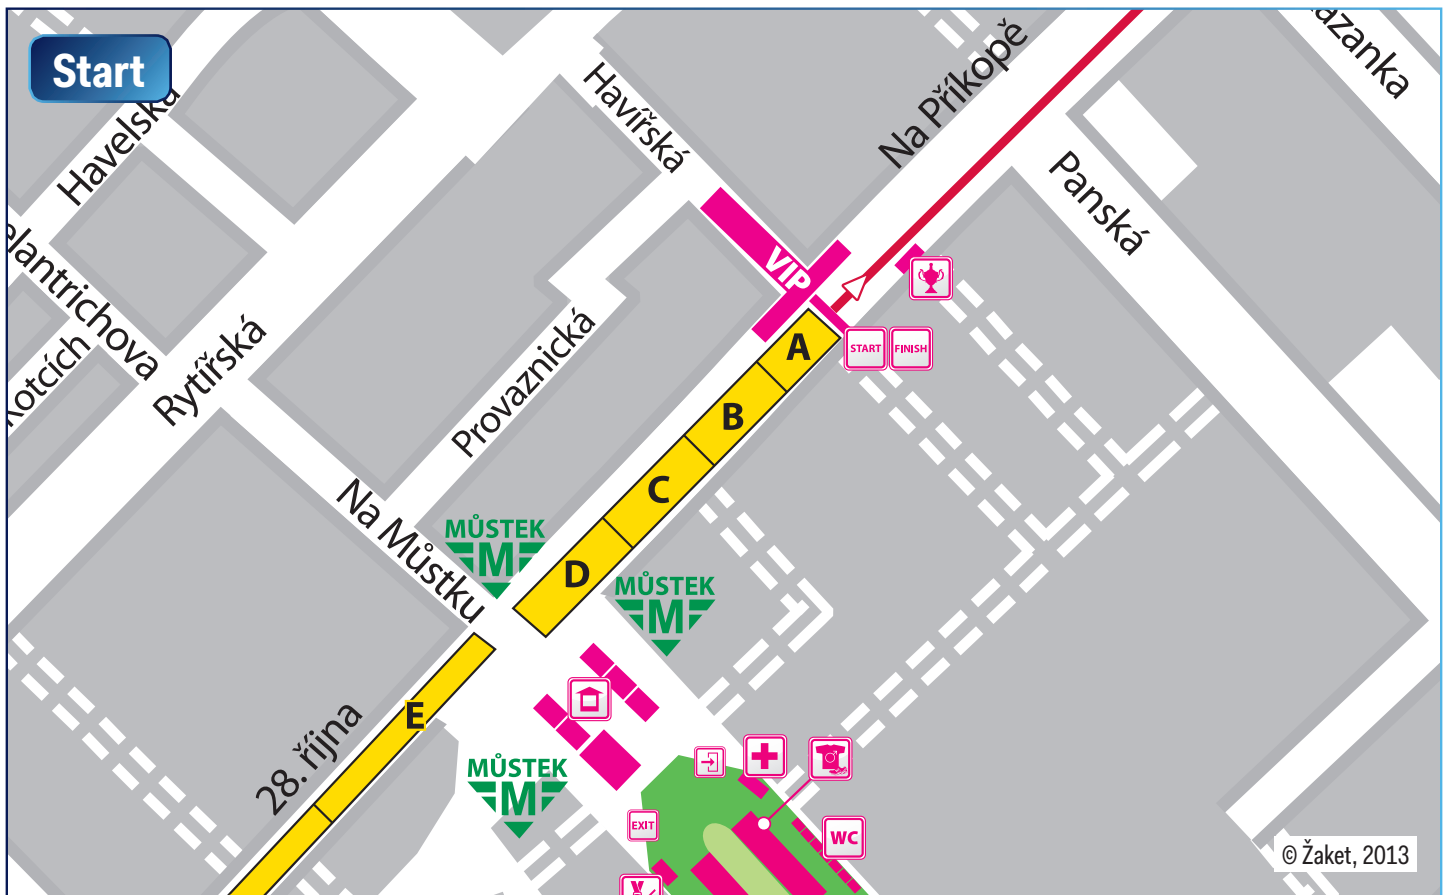 Start
Havelská
Havířská
Na Příkopě
Panská
VIP
START
FINISH
A
B
C
D
E
Rytířská
Provaznická
Na Můstku
MŮSTEK
M
MŮSTEK
M
28. října
MŮSTEK
M
EXIT
WC
© Žaket, 2013